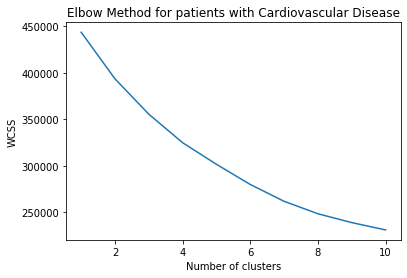 Elbow Method for patients with Cardiovascular Disease
450000
400000
350000
300000
250000
WCSS
2 4 6 8 10
Number of clusters